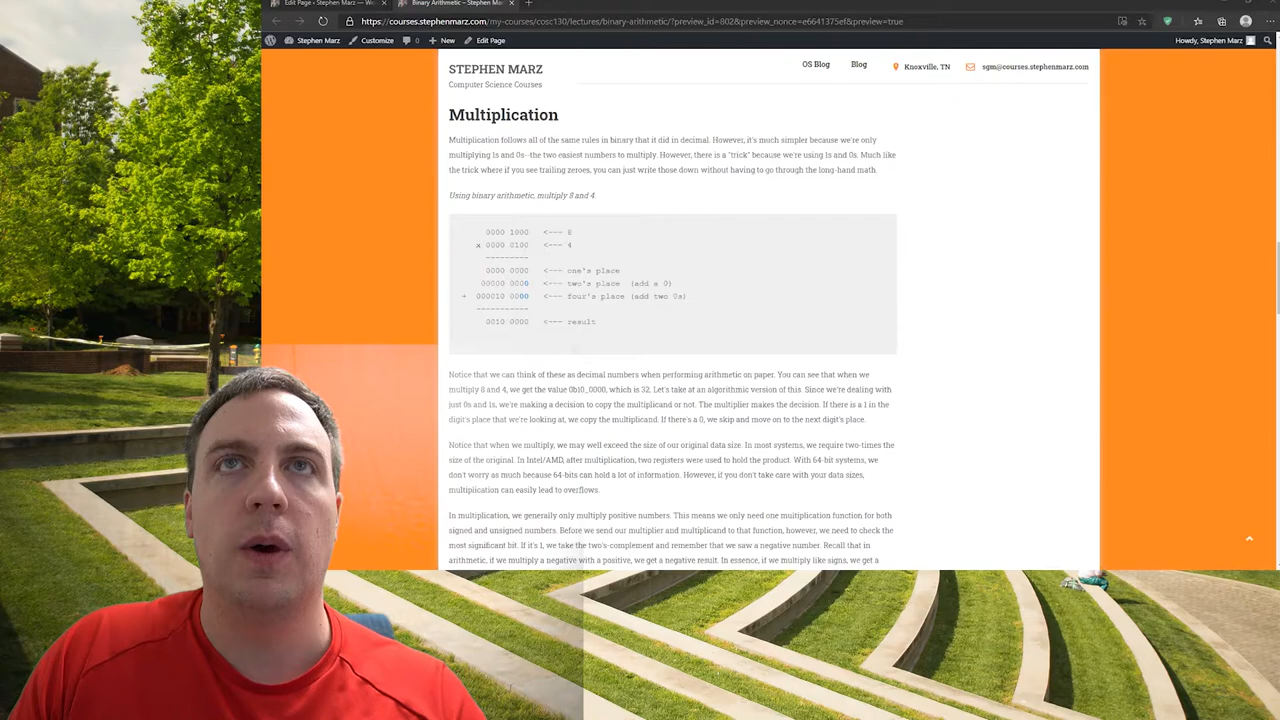 Edit Page ‹ Stephen Marz — Wo
Binary Arithmetic – Stephen Mar
https://courses.stephenmarz.com/my-courses/cosc130/lectures/binary-arithmetic/?preview_id=802&preview_nonce=e6641375ef&preview=true
Stephen Marz Customize 0 New Edit Page Howdy, Stephen Marz
STEPHEN MARZ
Computer Science Courses
OS Blog Blog Knoxville, TN sgm@courses.stephenmarz.com
Multiplication
Multiplication follows all of the same rules in binary that it did in decimal. However, it's much simpler because we're only
multiplying 1s and 0s--the two easiest numbers to multiply. However, there is a "trick" because we're using 1s and 0s. Much like
the trick where if you see trailing zeroes, you can just write those down without having to go through the long-hand math.
Using binary arithmetic, multiply 8 and 4.
0000 1000 <--- 8
x 0000 0100 <--- 4
---------
0000 0000 <--- one's place
00000 0000 <--- two's place (add a 0)
+ 000010 0000 <--- four's place (add two 0s)
-----------
0010 0000 <--- result
Notice that we can think of these as decimal numbers when performing arithmetic on paper. You can see that when we
multiply 8 and 4, we get the value 0b10_0000, which is 32. Let's take at an algorithmic version of this. Since we're dealing with
just 0s and 1s, we're making a decision to copy the multiplicand or not. The multiplier makes the decision. If there is a 1 in the
digit's place that we're looking at, we copy the multiplicand. If there's a 0, we skip and move on to the next digit's place.
Notice that when we multiply, we may well exceed the size of our original data size. In most systems, we require two-times the
size of the original. In Intel/AMD, after multiplication, two registers were used to hold the product. With 64-bit systems, we
don't worry as much because 64-bits can hold a lot of information. However, if you don't take care with your data sizes,
multiplication can easily lead to overflows.
In multiplication, we generally only multiply positive numbers. This means we only need one multiplication function for both
signed and unsigned numbers. Before we send our multiplier and multiplicand to that function, however, we need to check the
most significant bit. If it's 1, we take the two's-complement and remember that we saw a negative number. Recall that in
arithmetic, if we multiply a negative with a positive, we get a negative result. In essence, if we multiply like signs, we get a